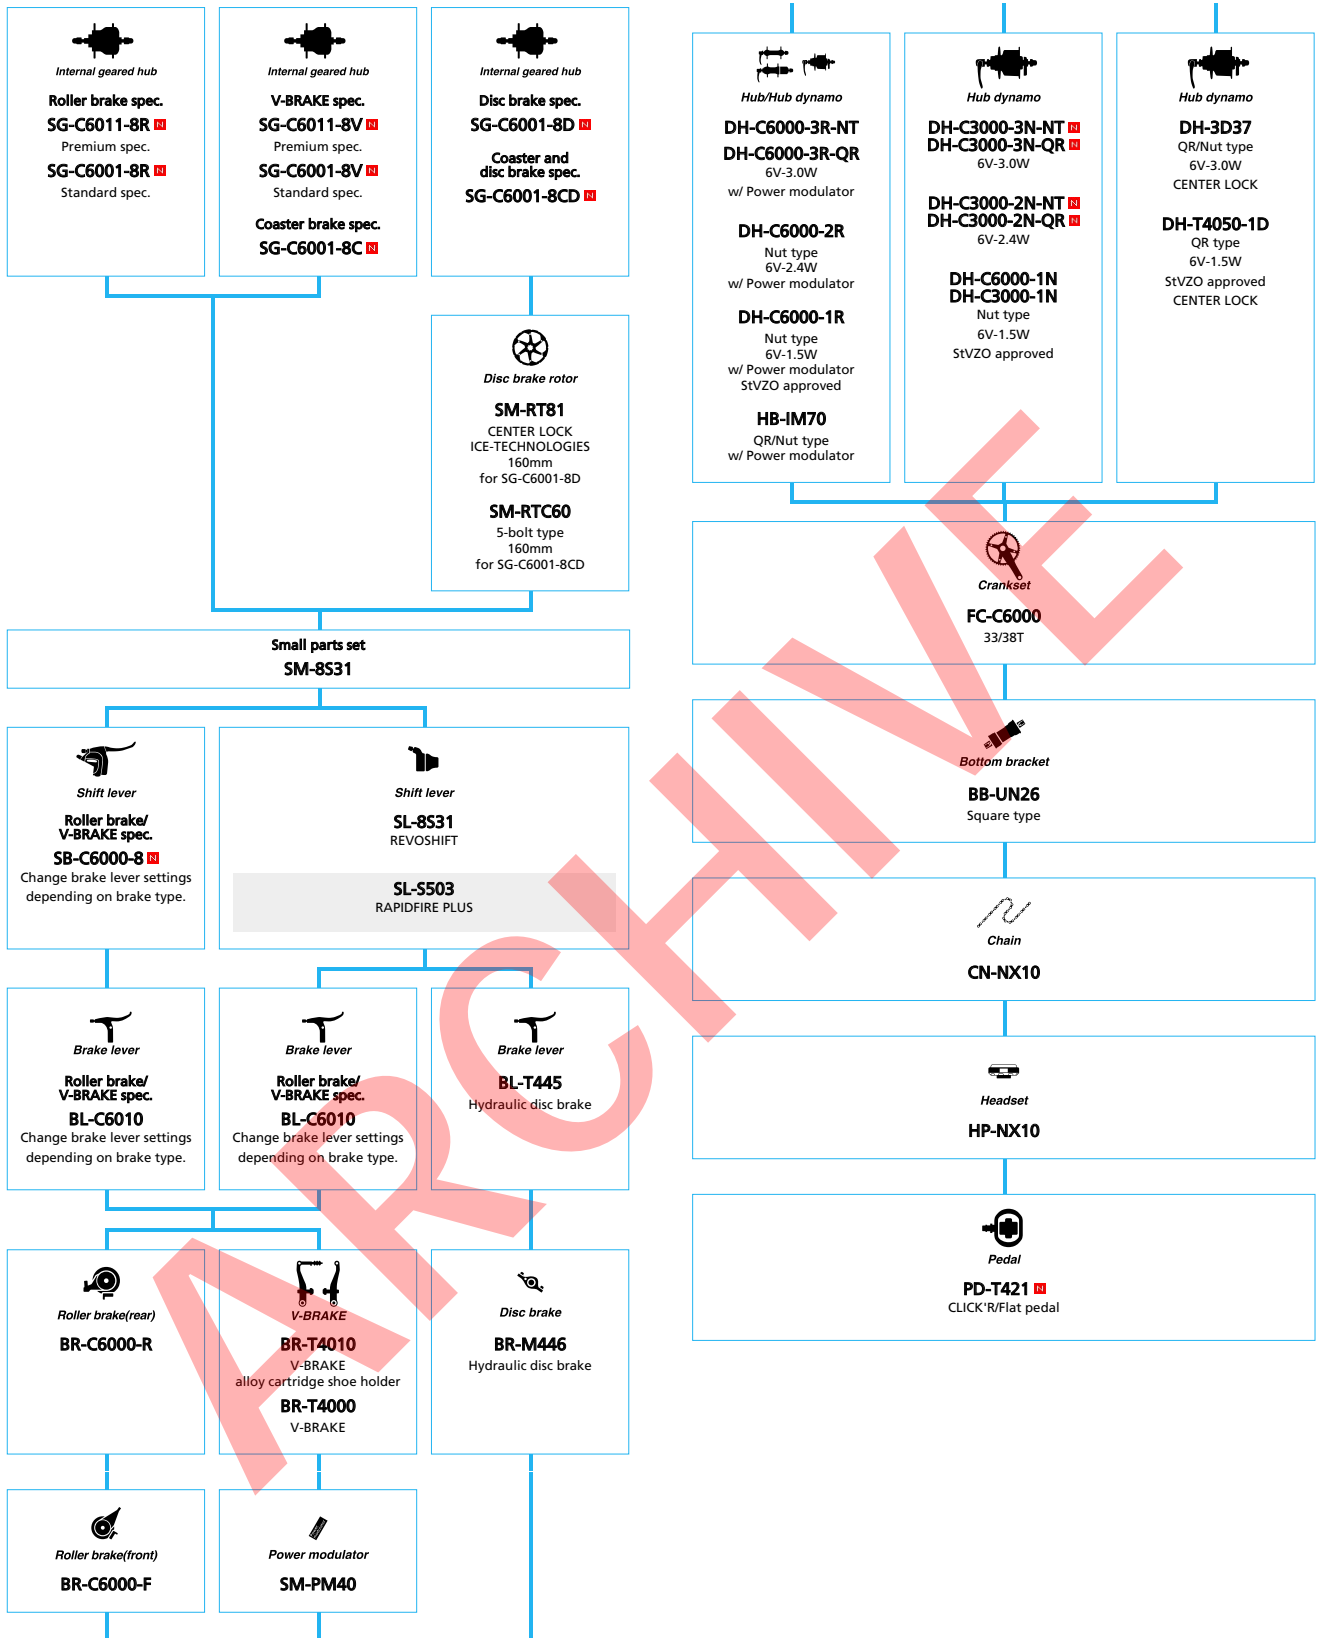 Internal geared hub
Roller brake spec.
SG-C6011-8R N
Premium spec.
SG-C6001-8R N
Standard spec.
Internal geared hub
V-BRAKE spec.
SG-C6011-8V N
Premium spec.
SG-C6001-8V N
Standard spec.
Coaster brake spec.
SG-C6001-8C N
Internal geared hub
Disc brake spec.
SG-C6001-8D N
Coaster and
disc brake spec.
SG-C6001-8CD N
Disc brake rotor
SM-RT81
CENTER LOCK
ICE-TECHNOLOGIES
160mm
for SG-C6001-8D
SM-RTC60
5-bolt type
160mm
for SG-C6001-8CD
Small parts set
SM-8S31
Shift lever
Roller brake/
V-BRAKE spec.
SB-C6000-8 N
Change brake lever settings
depending on brake type.
Shift lever
SL-8S31
REVOSHIFT
SL-S503
RAPIDFIRE PLUS
Brake lever
Roller brake/
V-BRAKE spec.
BL-C6010
Change brake lever settings
depending on brake type.
Brake lever
Roller brake/
V-BRAKE spec.
BL-C6010
Change brake lever settings
depending on brake type.
Brake lever
BL-T445
Hydraulic disc brake
Roller brake(rear)
BR-C6000-R
V-BRAKE
BR-T4010
V-BRAKE
alloy cartridge shoe holder
BR-T4000
V-BRAKE
Disc brake
BR-M446
Hydraulic disc brake
Roller brake(front)
BR-C6000-F
Power modulator
SM-PM40
Hub/Hub dynamo
DH-C6000-3R-NT
DH-C6000-3R-QR
6V-3.0W
w/ Power modulator
DH-C6000-2R
Nut type
6V-2.4W
w/ Power modulator
DH-C6000-1R
Nut type
6V-1.5W
w/ Power modulator
StVZO approved
HB-IM70
QR/Nut type
w/ Power modulator
Hub dynamo
DH-C3000-3N-NT N
DH-C3000-3N-QR N
6V-3.0W
DH-C3000-2N-NT N
DH-C3000-2N-QR N
6V-2.4W
DH-C6000-1N
DH-C3000-1N
Nut type
6V-1.5W
StVZO approved
Hub dynamo
DH-3D37
QR/Nut type
6V-3.0W
CENTER LOCK
DH-T4050-1D
QR type
6V-1.5W
StVZO approved
CENTER LOCK
Crankset
FC-C6000
33/38T
Bottom bracket
BB-UN26
Square type
Chain
CN-NX10
Headset
HP-NX10
Pedal
PD-T421 N
CLICK'R/Flat pedal
ARCHIVE